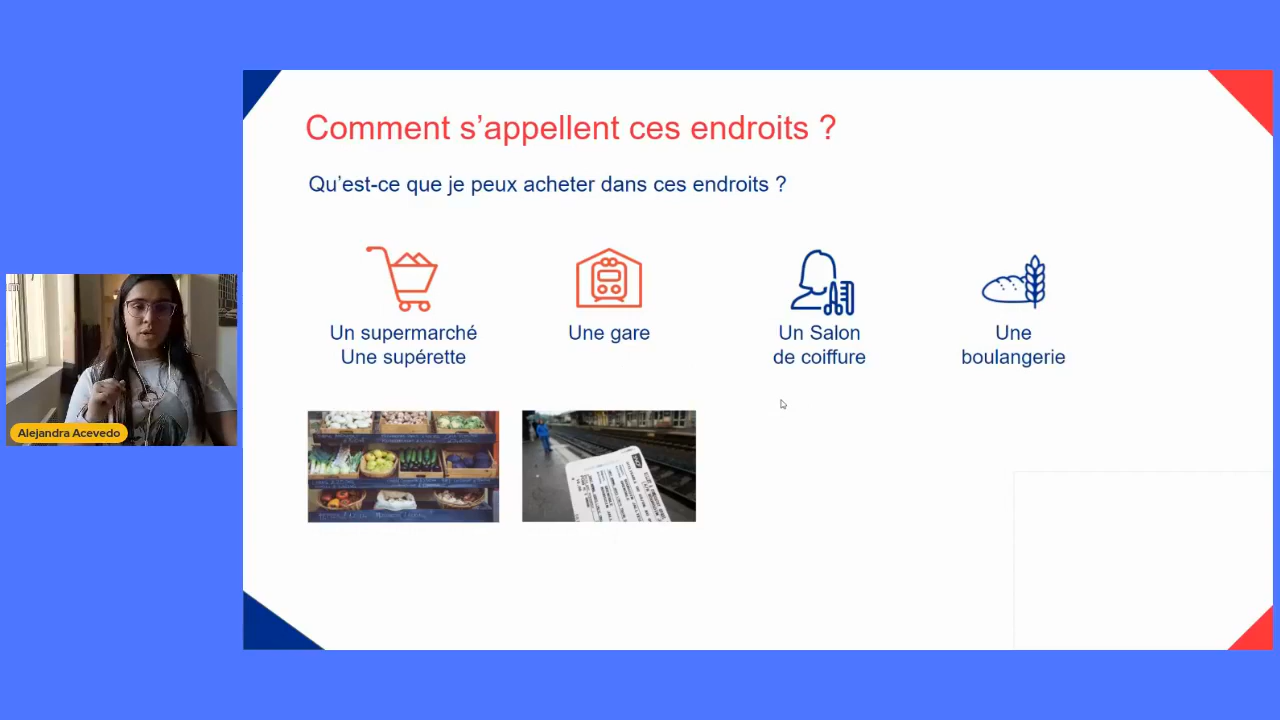 Comment s’appellent ces endroits ?
Qu’est-ce que je peux acheter dans ces endroits ?
Un supermarché
Une supérette
Une gare
Un Salon
de coiffure
Une
boulangerie
Alejandra Acevedo